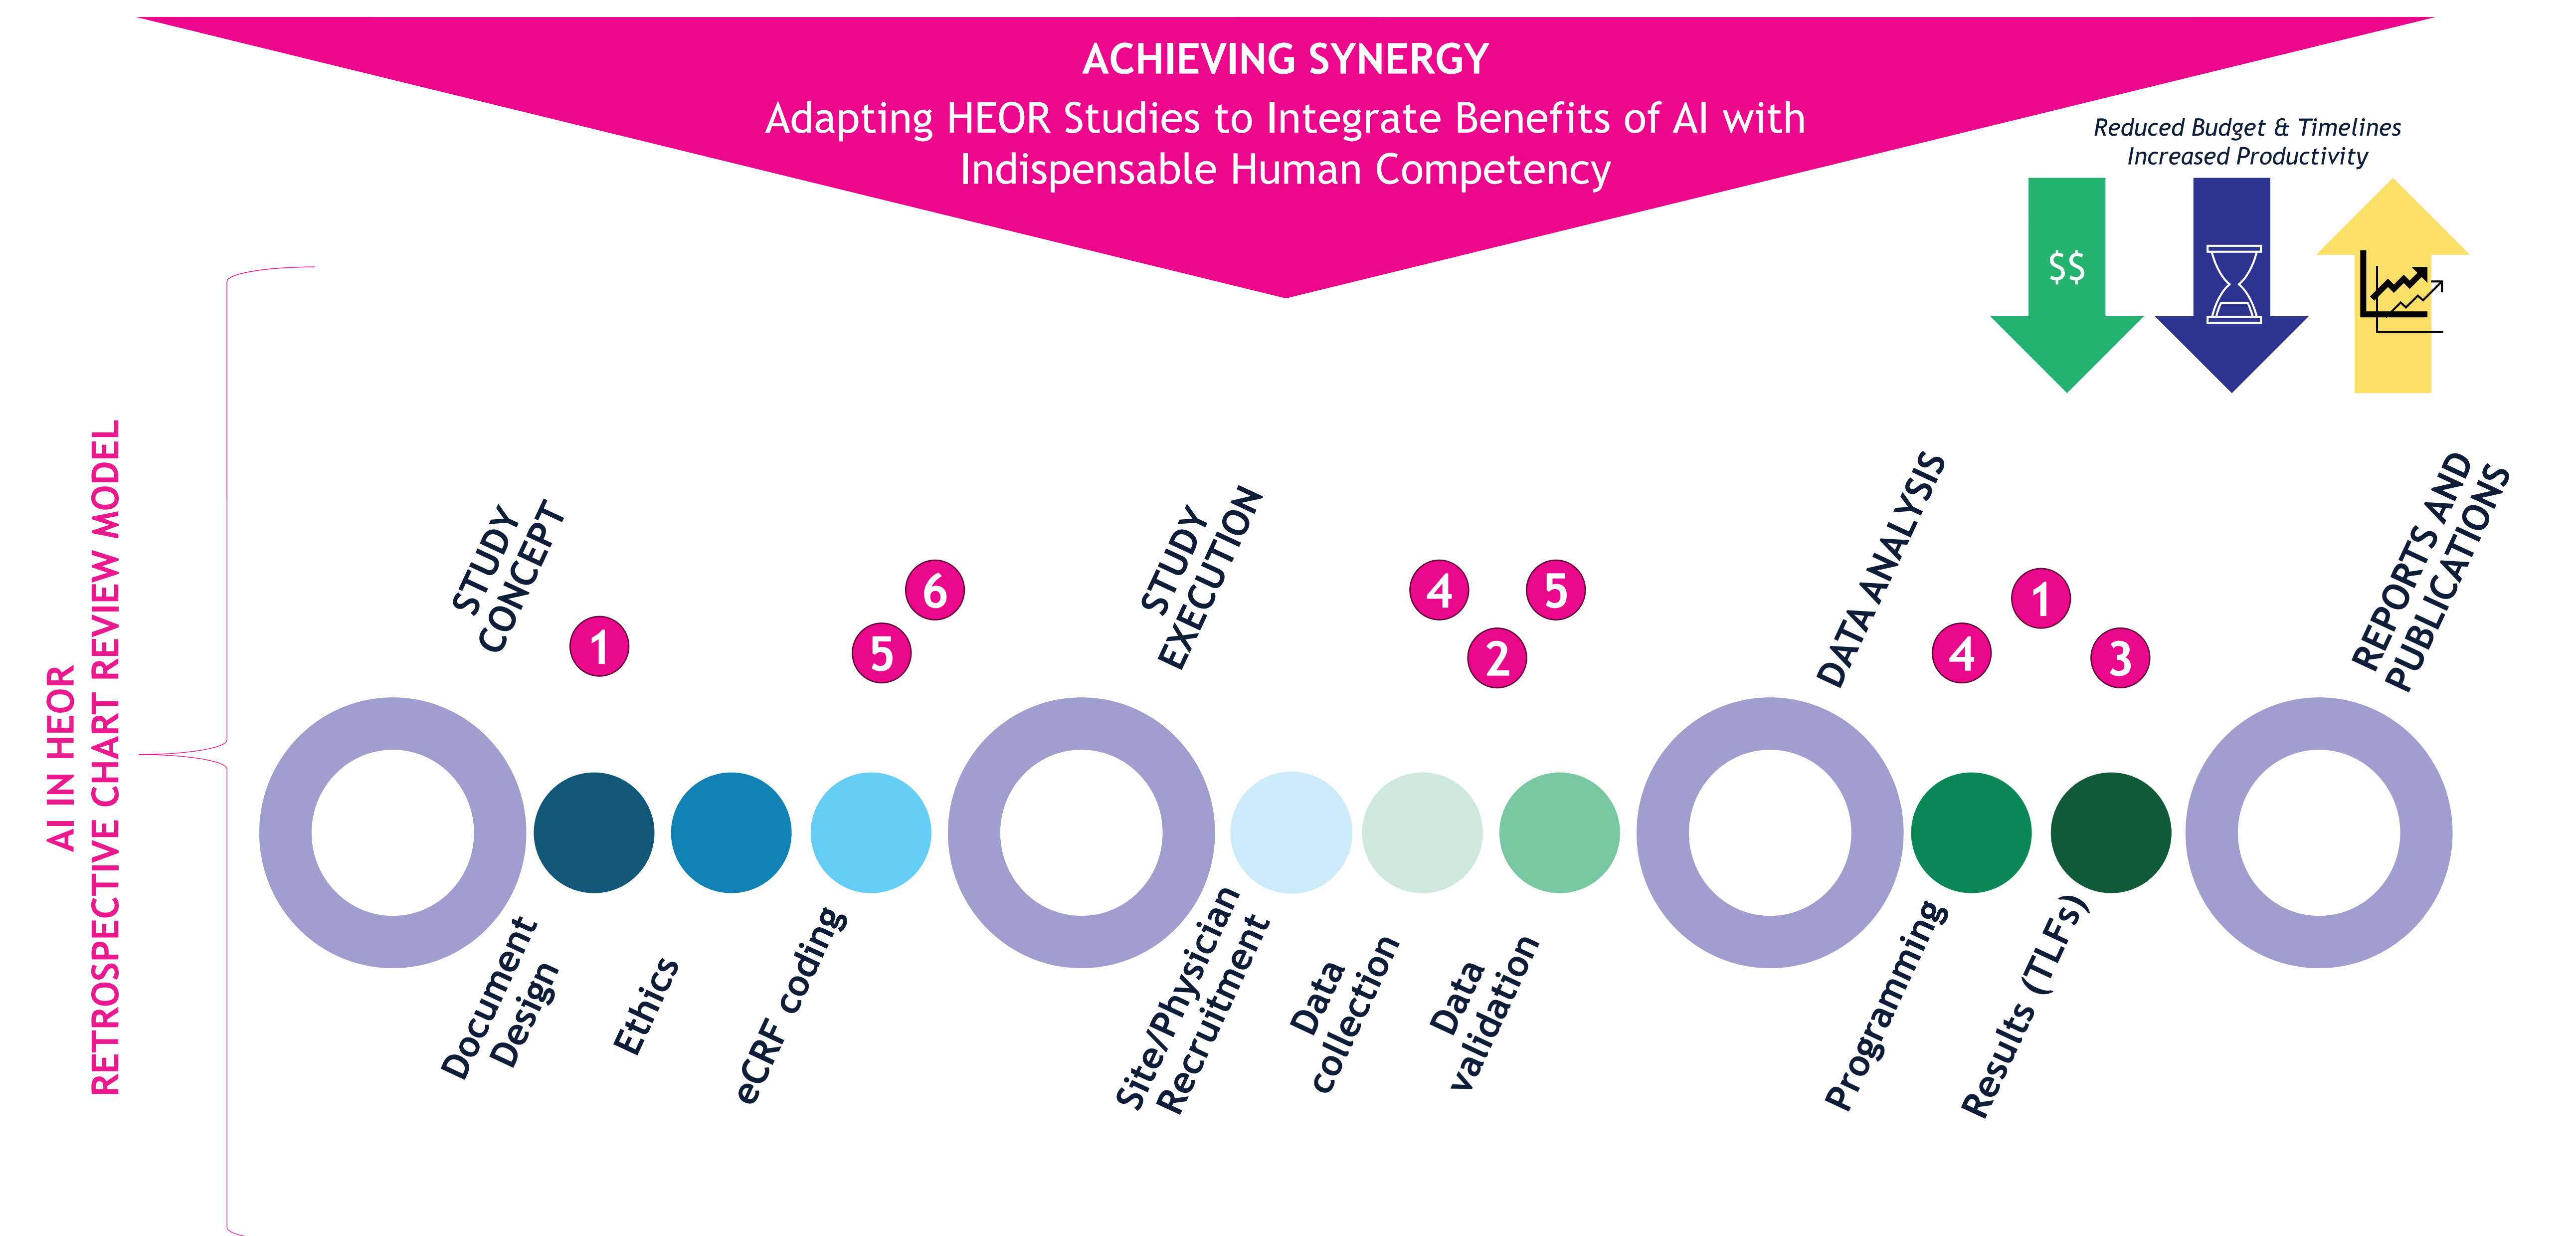 ACHIEVING SYNERGY
Adapting HEOR Studies to Integrate Benefits of AI with
Indispensable Human Competency
Reduced Budget & Timelines
Increased Productivity
$$
AI IN HEOR
RETROSPECTIVE CHART REVIEW MODEL
STUDY
CONCEPT
1
5
6
STUDY
EXECUTION
4
2
5
DATA ANALYSIS
4
1
3
REPORTS AND
PUBLICATIONS
Document
Design
Ethics
eCRF coding
Site/Physician
Recruitment
Data
collection
Data
validation
Programming
Results (TLFs)